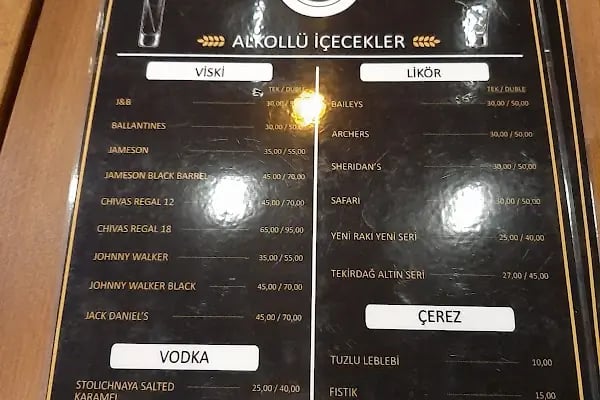 ALKOLLÜ İÇECEKLER
VİSKİ
TEK / DUBLE
J&B 30,00 / 50,00
BALLANTINES 30,00 / 50,00
JAMESON 35,00 / 55,00
JAMESON BLACK BARREL 45,00 / 70,00
CHIVAS REGAL 12 45,00 / 70,00
CHIVAS REGAL 18 65,00 / 95,00
JOHNNY WALKER 35,00 / 55,00
JOHNNY WALKER BLACK 45,00 / 70,00
JACK DANIEL'S 45,00 / 70,00
VODKA
STOLICHNAYA SALTED 25,00 / 40,00
KARAMEL
LİKÖR
TEK / DUBLE
BAILEYS 30,00 / 50,00
ARCHERS 30,00 / 50,00
SHERIDAN'S 30,00 / 50,00
SAFARI 30,00 / 50,00
YENİ RAKI YENİ SERİ 25,00 / 40,00
TEKİRDAĞ ALTIN SERİ 27,00 / 45,00
ÇEREZ
TUZLU LEBLEBİ 10,00
FISTIK 15,00